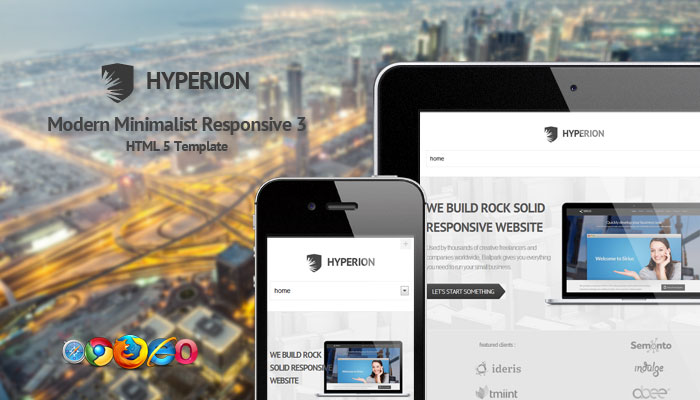 HYPERION
Modern Minimalist Responsive 3
HTML 5 Template
HYPERION
home
WE BUILD ROCK SOLID
RESPONSIVE WEBSITE
Used by thousands of creative freelancers and
companies worldwide, Ballpark gives you everything
you need to run your small business.
LET'S START SOMETHING
Welcome to Sirius
featured clients :
ideris
Semonto
tmiint
indulge
HYPERION
home
WE BUILD ROCK
SOLID RESPONSIVE
WEBSITE